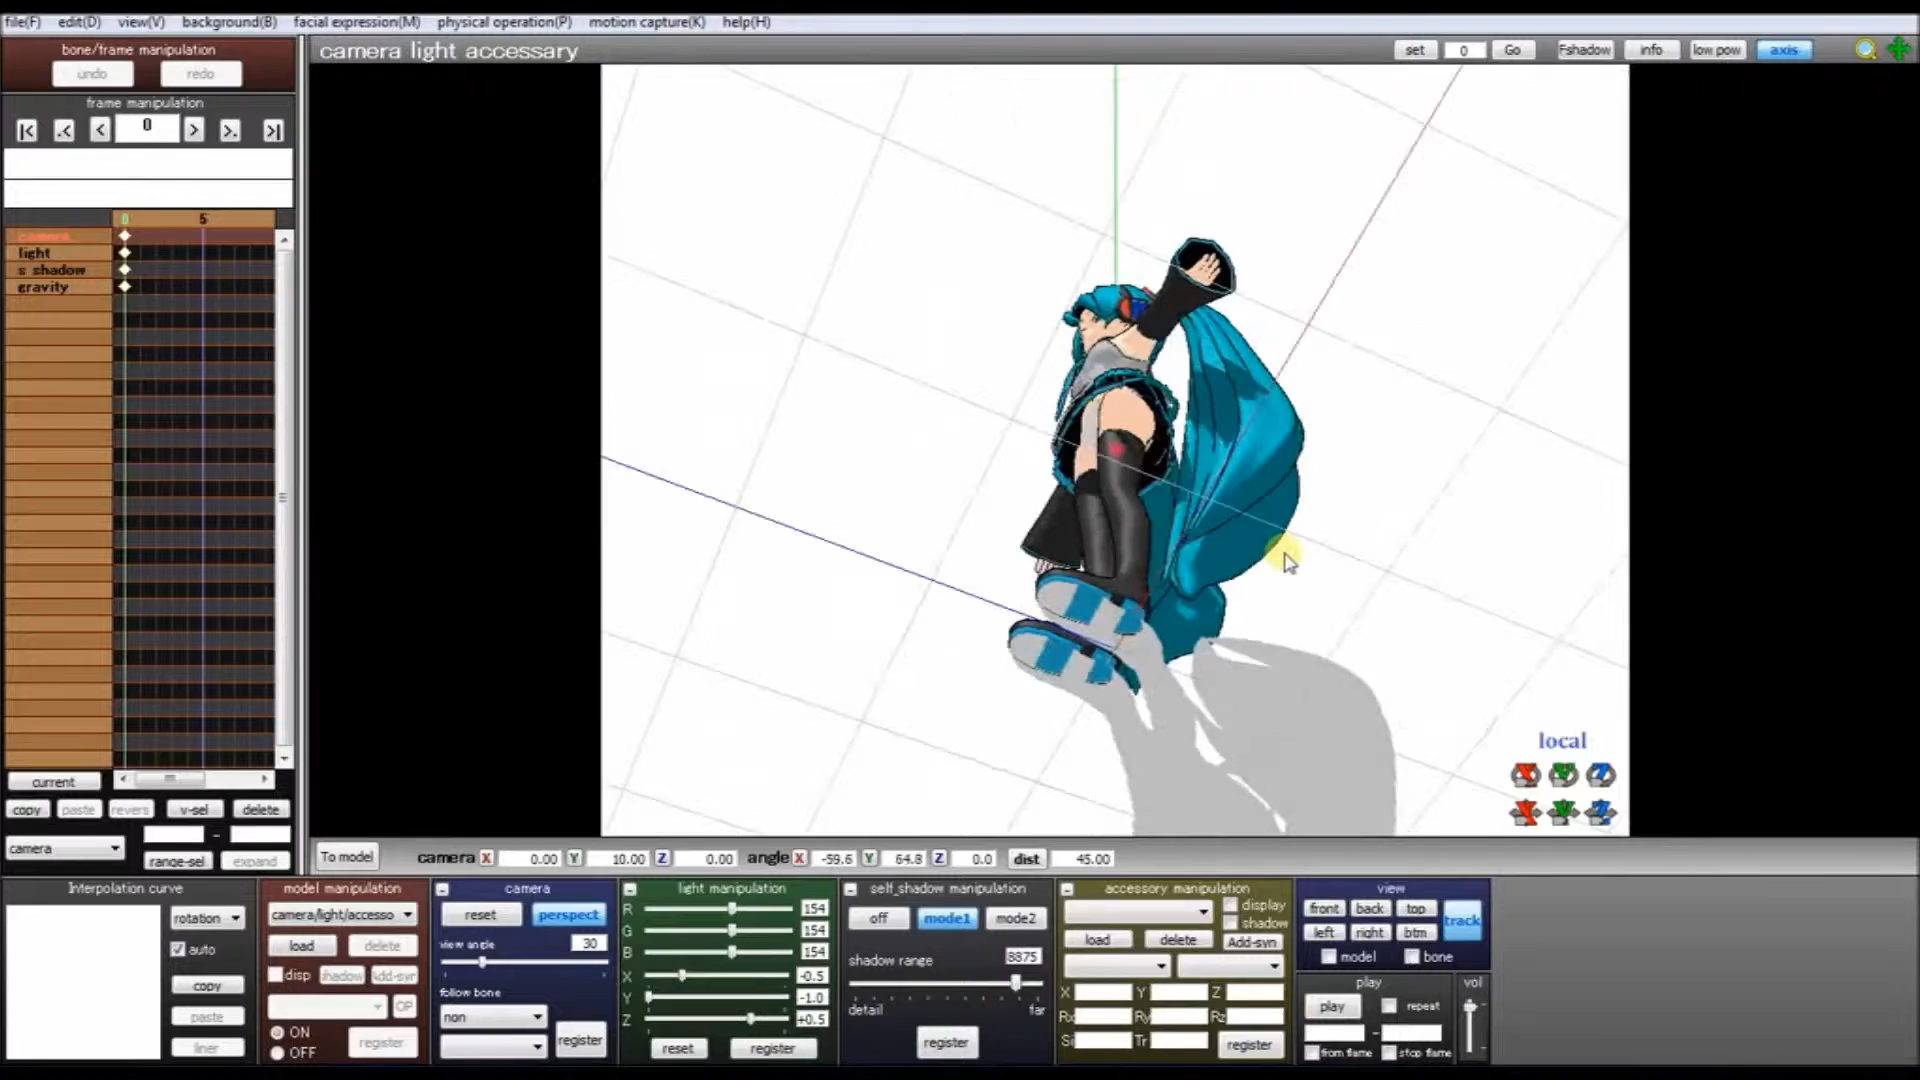 file(F) edit(D) view(V) background(B) facial expression(M) physical operation(P) motion capture(K) help(H)
bone/frame manipulation
undo redo
camera light accessary
set 0 Go Fshadow info low pow axis
frame manipulation
|< .< < 0 > >. >|
0 5
camera
light
s shadow
gravity
local
current
copy paste revers v-sel delete
camera - range-sel expand
To model camera X 0.00 Y 10.00 Z 0.00 angle X -59.6 Y 64.8 Z 0.0 dist 45.00
Interpolation curve
rotation
auto
copy
paste
liner
model manipulation
camera/light/accesso
load delete
disp shadow Add-syn
OP
ON
OFF
register
camera
reset perspect
view angle 30
follow bone
non
register
light manipulation
R 154
G 154
B 154
X -0.5
Y -1.0
Z +0.5
reset register
self_shadow manipulation
off mode1 mode2
shadow range 8875
detail far
register
accessory manipulation
display
shadow
load delete Add-syn
X Y Z
Rx Ry Rz
Si Tr register
view
front back top
left right btm
track
model bone
play
play repeat
-
from flame stop flame
vol